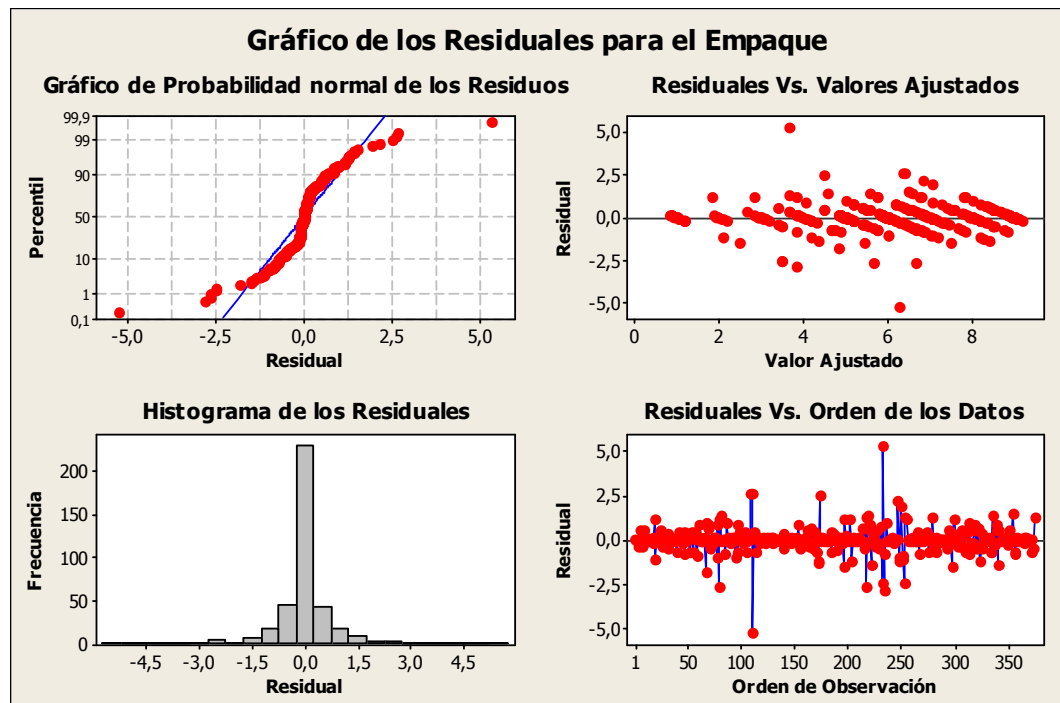 Gráfico de los Residuales para el Empaque
Gráfico de Probabilidad normal de los Residuos
99,9
99
90
50
10
1
0,1
Percentil
-5,0 -2,5 0,0 2,5 5,0
Residual
Residuales Vs. Valores Ajustados
5,0
2,5
0,0
-2,5
-5,0
Residual
0 2 4 6 8
Valor Ajustado
Histograma de los Residuales
200
150
100
50
0
Frecuencia
-4,5 -3,0 -1,5 0,0 1,5 3,0 4,5
Residual
Residuales Vs. Orden de los Datos
5,0
2,5
0,0
-2,5
-5,0
Residual
1 50 100 150 200 250 300 350
Orden de Observación